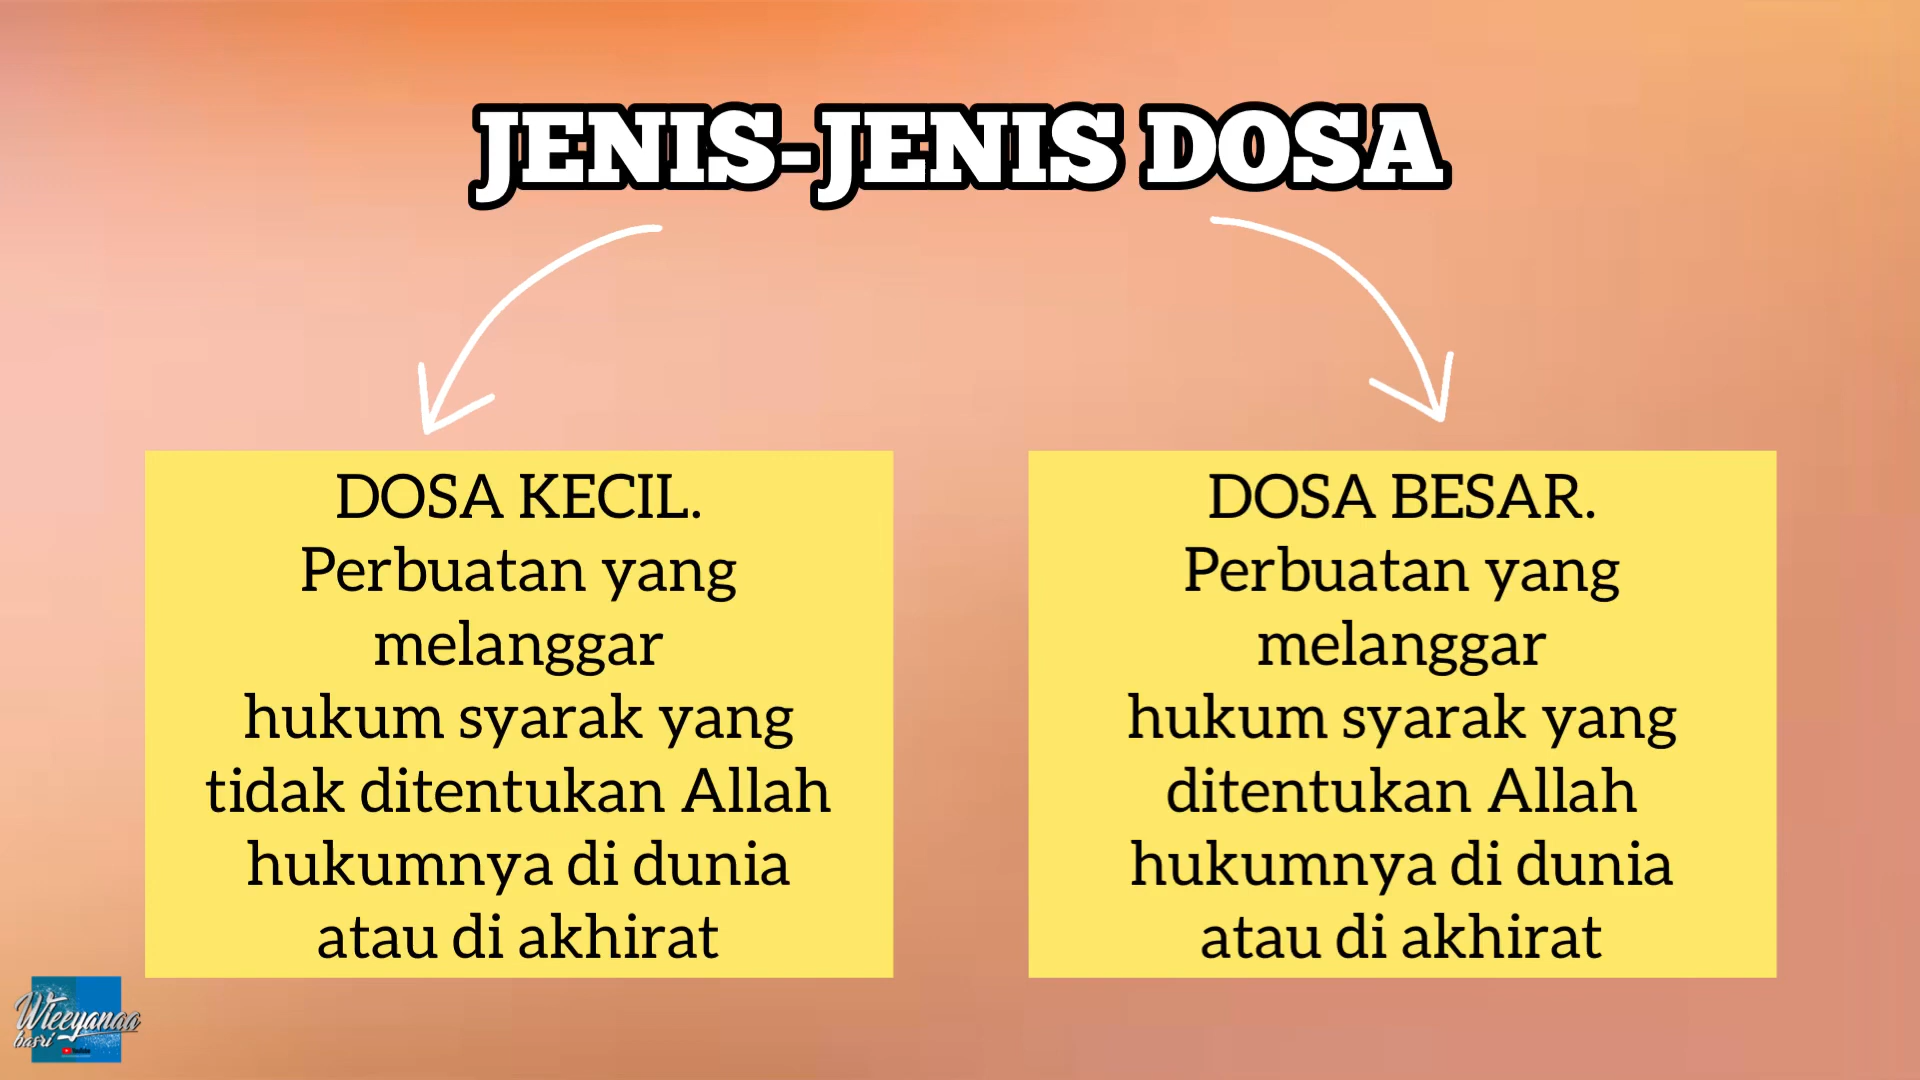 JENIS-JENIS DOSA
DOSA KECIL.
Perbuatan yang
melanggar
hukum syarak yang
tidak ditentukan Allah
hukumnya di dunia
atau di akhirat
DOSA BESAR.
Perbuatan yang
melanggar
hukum syarak yang
ditentukan Allah
hukumnya di dunia
atau di akhirat
Wieeyanaa
basri
YouTube